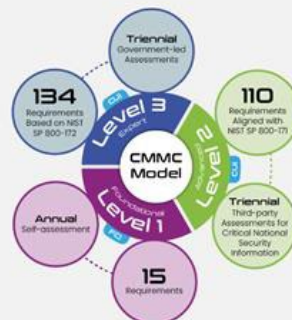 Triennial
Government-led
Assessments
134
Requirements
Based on NIST
SP 800-172
CUI
Level 3
Expert
110
Requirements
Aligned with
NIST SP 800-171
Level 2
Advanced
CUI
CMMC
Model
Foundational
Level 1
FCI
Annual
Self-assessment
15
Requirements
Triennial
Third-party
Assessments for
Critical National
Security
Information